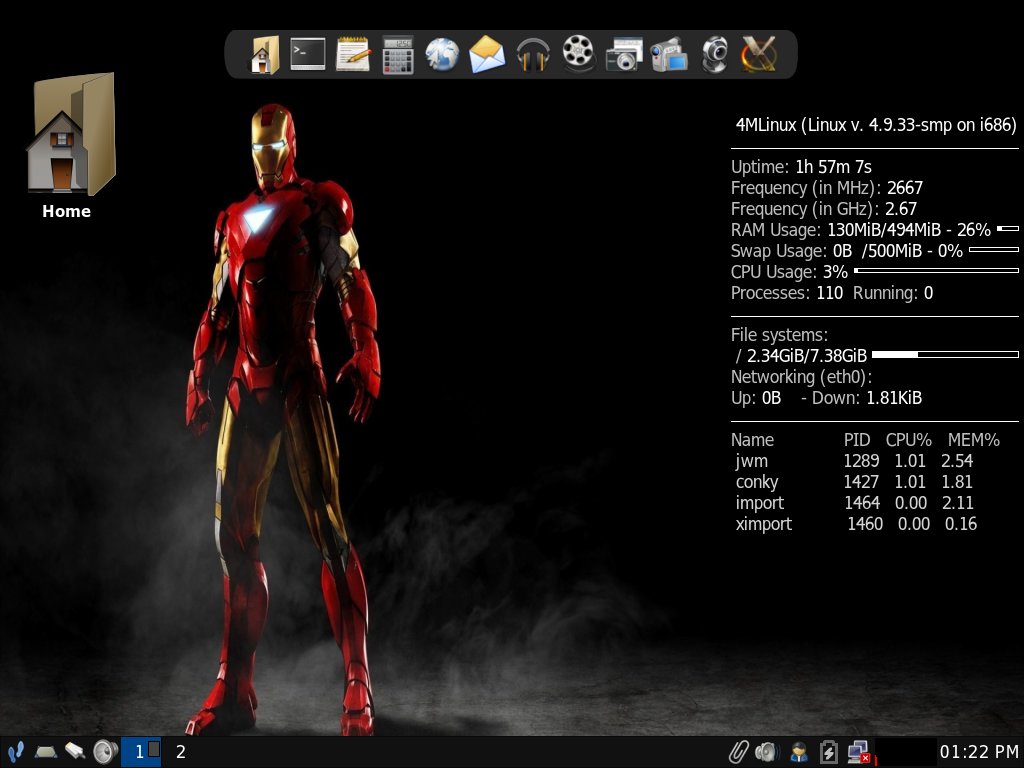 Home
4MLinux (Linux v. 4.9.33-smp on i686)
Uptime: 1h 57m 7s
Frequency (in MHz): 2667
Frequency (in GHz): 2.67
RAM Usage: 130MiB/494MiB - 26%
Swap Usage: 0B /500MiB - 0%
CPU Usage: 3%
Processes: 110 Running: 0
File systems:
/ 2.34GiB/7.38GiB
Networking (eth0):
Up: 0B - Down: 1.81KiB
Name PID CPU% MEM%
jwm 1289 1.01 2.54
conky 1427 1.01 1.81
import 1464 0.00 2.11
ximport 1460 0.00 0.16
1 2 01:22 PM